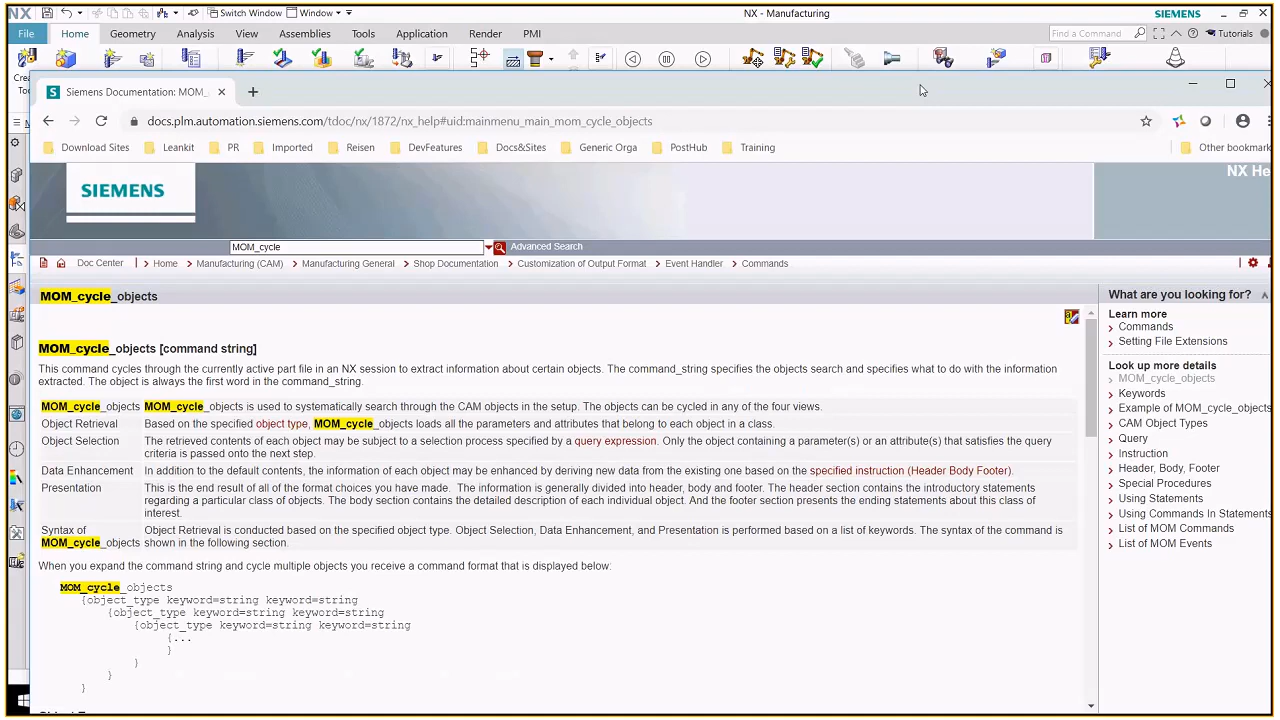 NX
Switch Window
Window
NX - Manufacturing
SIEMENS
File
Home
Geometry
Analysis
View
Assemblies
Tools
Application
Render
PMI
Find a Command
Tutorials
Siemens Documentation: MOM_
docs.plm.automation.siemens.com/tdoc/nx/1872/nx_help#uid:mainmenu_main_mom_cycle_objects
Download Sites
Leankit
PR
Imported
Reisen
DevFeatures
Docs&Sites
Generic Orga
PostHub
Training
Other bookmark
SIEMENS
NX He
MOM_cycle
Advanced Search
Doc Center
Home
Manufacturing (CAM)
Manufacturing General
Shop Documentation
Customization of Output Format
Event Handler
Commands
MOM_cycle_objects
MOM_cycle_objects [command string]
This command cycles through the currently active part file in an NX session to extract information about certain objects. The command_string specifies the objects search and specifies what to do with the information
extracted. The object is always the first word in the command_string.
MOM_cycle_objects MOM_cycle_objects is used to systematically search through the CAM objects in the setup. The objects can be cycled in any of the four views.
Object Retrieval Based on the specified object type, MOM_cycle_objects loads all the parameters and attributes that belong to each object in a class.
Object Selection The retrieved contents of each object may be subject to a selection process specified by a query expression. Only the object containing a parameter(s) or an attribute(s) that satisfies the query
criteria is passed onto the next step.
Data Enhancement In addition to the default contents, the information of each object may be enhanced by deriving new data from the existing one based on the specified instruction (Header Body Footer).
Presentation This is the end result of all of the format choices you have made. The information is generally divided into header, body and footer. The header section contains the introductory statements
regarding a particular class of objects. The body section contains the detailed description of each individual object. And the footer section presents the ending statements about this class of
interest.
Syntax of Object Retrieval is conducted based on the specified object type. Object Selection, Data Enhancement, and Presentation is performed based on a list of keywords. The syntax of the command is
MOM_cycle_objects shown in the following section.
When you expand the command string and cycle multiple objects you receive a command format that is displayed below:
MOM_cycle_objects
{object_type keyword=string keyword=string
{object_type keyword=string keyword=string
{object_type keyword=string keyword=string
{...
}
}
}
}
What are you looking for?
Learn more
Commands
Setting File Extensions
Look up more details
MOM_cycle_objects
Keywords
Example of MOM_cycle_objects
CAM Object Types
Query
Instruction
Header, Body, Footer
Special Procedures
Using Statements
Using Commands In Statements
List of MOM Commands
List of MOM Events